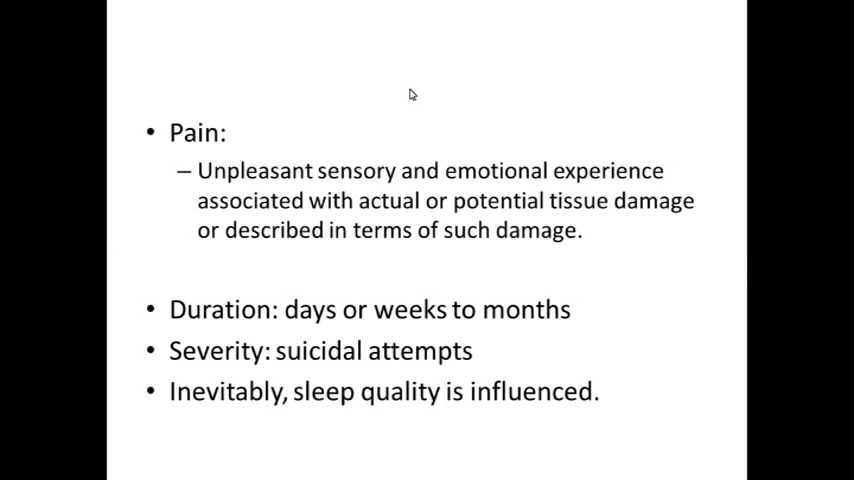 • Pain:
– Unpleasant sensory and emotional experience
associated with actual or potential tissue damage
or described in terms of such damage.
• Duration: days or weeks to months
• Severity: suicidal attempts
• Inevitably, sleep quality is influenced.